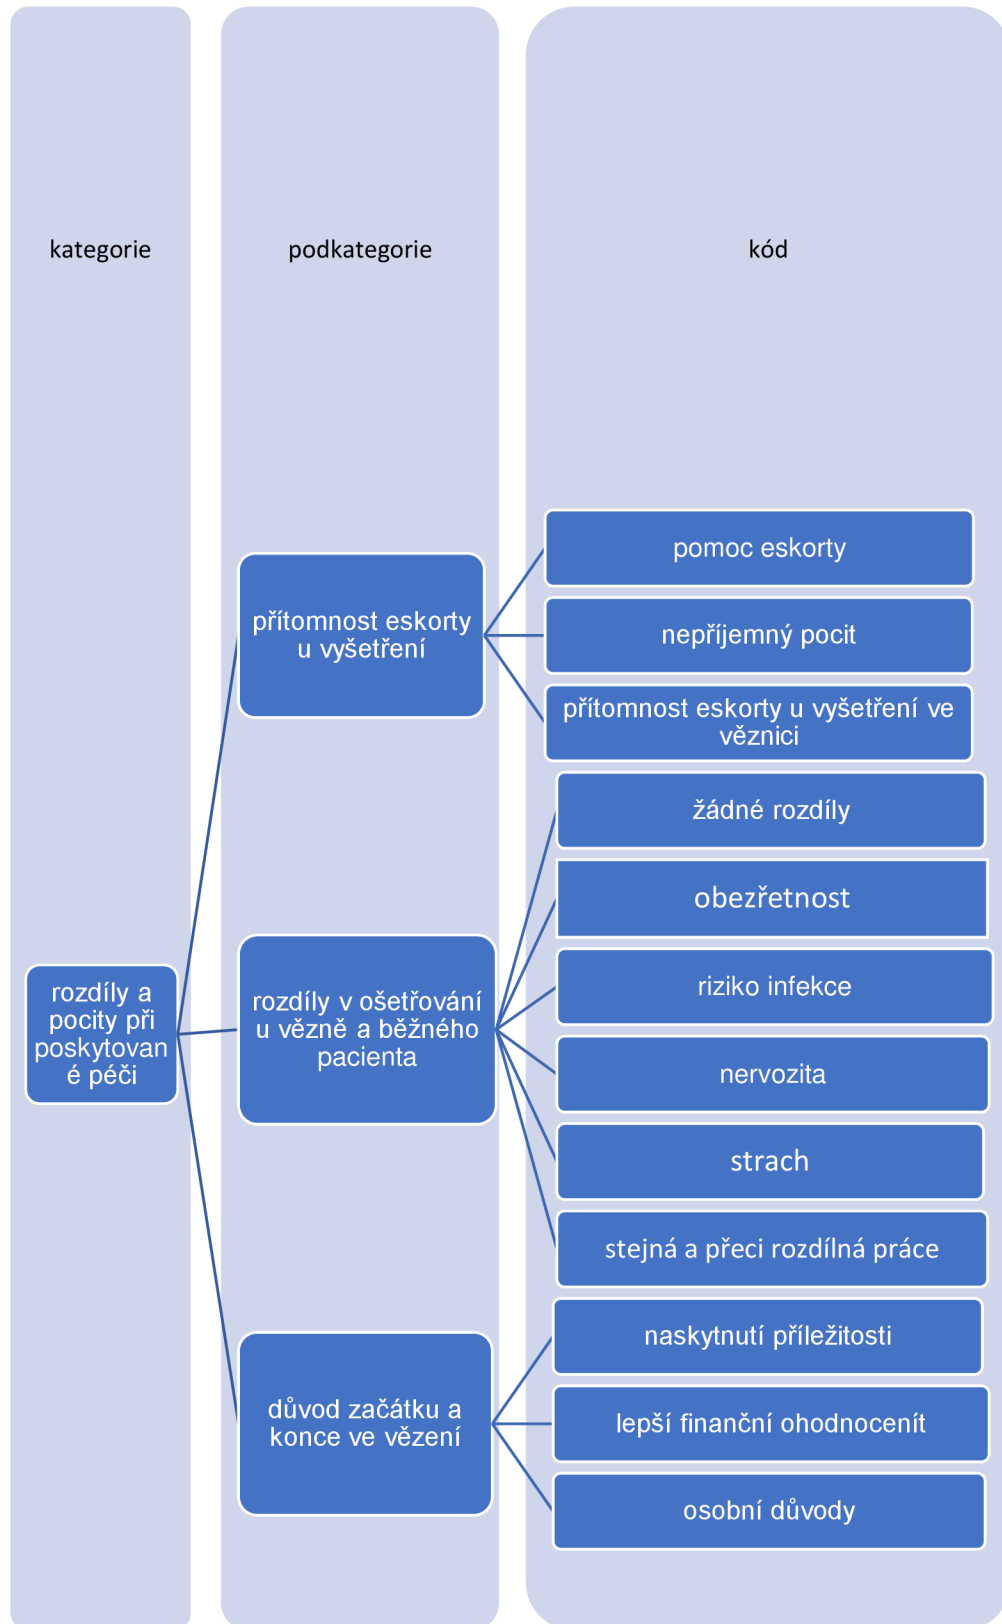 kategorie
podkategorie
kód
rozdíly a
pocity při
poskytovan
é péči
přítomnost eskorty
u vyšetření
pomoc eskorty
nepříjemný pocit
přítomnost eskorty u vyšetření ve
věznici
rozdíly v ošetřování
u vězně a běžného
pacienta
žádné rozdíly
obezřetnost
riziko infekce
nervozita
strach
stejná a přeci rozdílná práce
důvod začátku a
konce ve vězení
naskytnutí příležitosti
lepší finanční ohodnocenít
osobní důvody